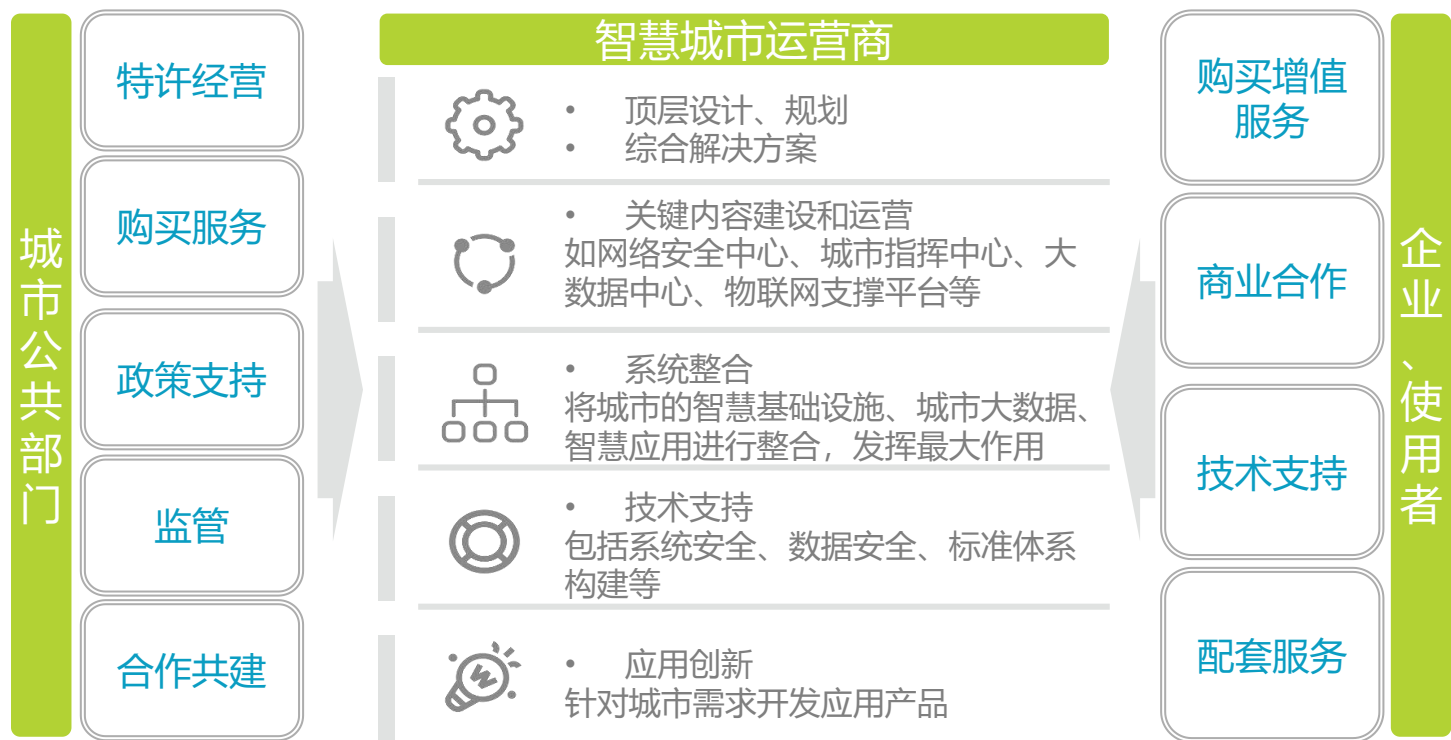 城市公共部门
特许经营
购买服务
政策支持
监管
合作共建
智慧城市运营商
• 顶层设计、规划
• 综合解决方案
• 关键内容建设和运营
如网络安全中心、城市指挥中心、大
数据中心、物联网支撑平台等
• 系统整合
将城市的智慧基础设施、城市大数据、
智慧应用进行整合，发挥最大作用
• 技术支持
包括系统安全、数据安全、标准体系
构建等
• 应用创新
针对城市需求开发应用产品
购买增值
服务
商业合作
技术支持
配套服务
企业、使用者